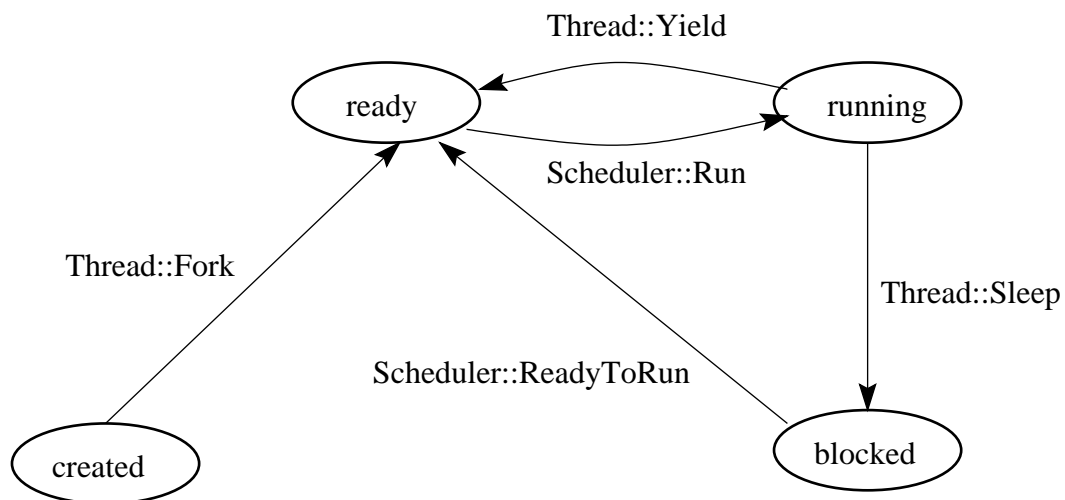 Thread::Yield
ready
running
Scheduler::Run
Thread::Fork
Thread::Sleep
Scheduler::ReadyToRun
created
blocked